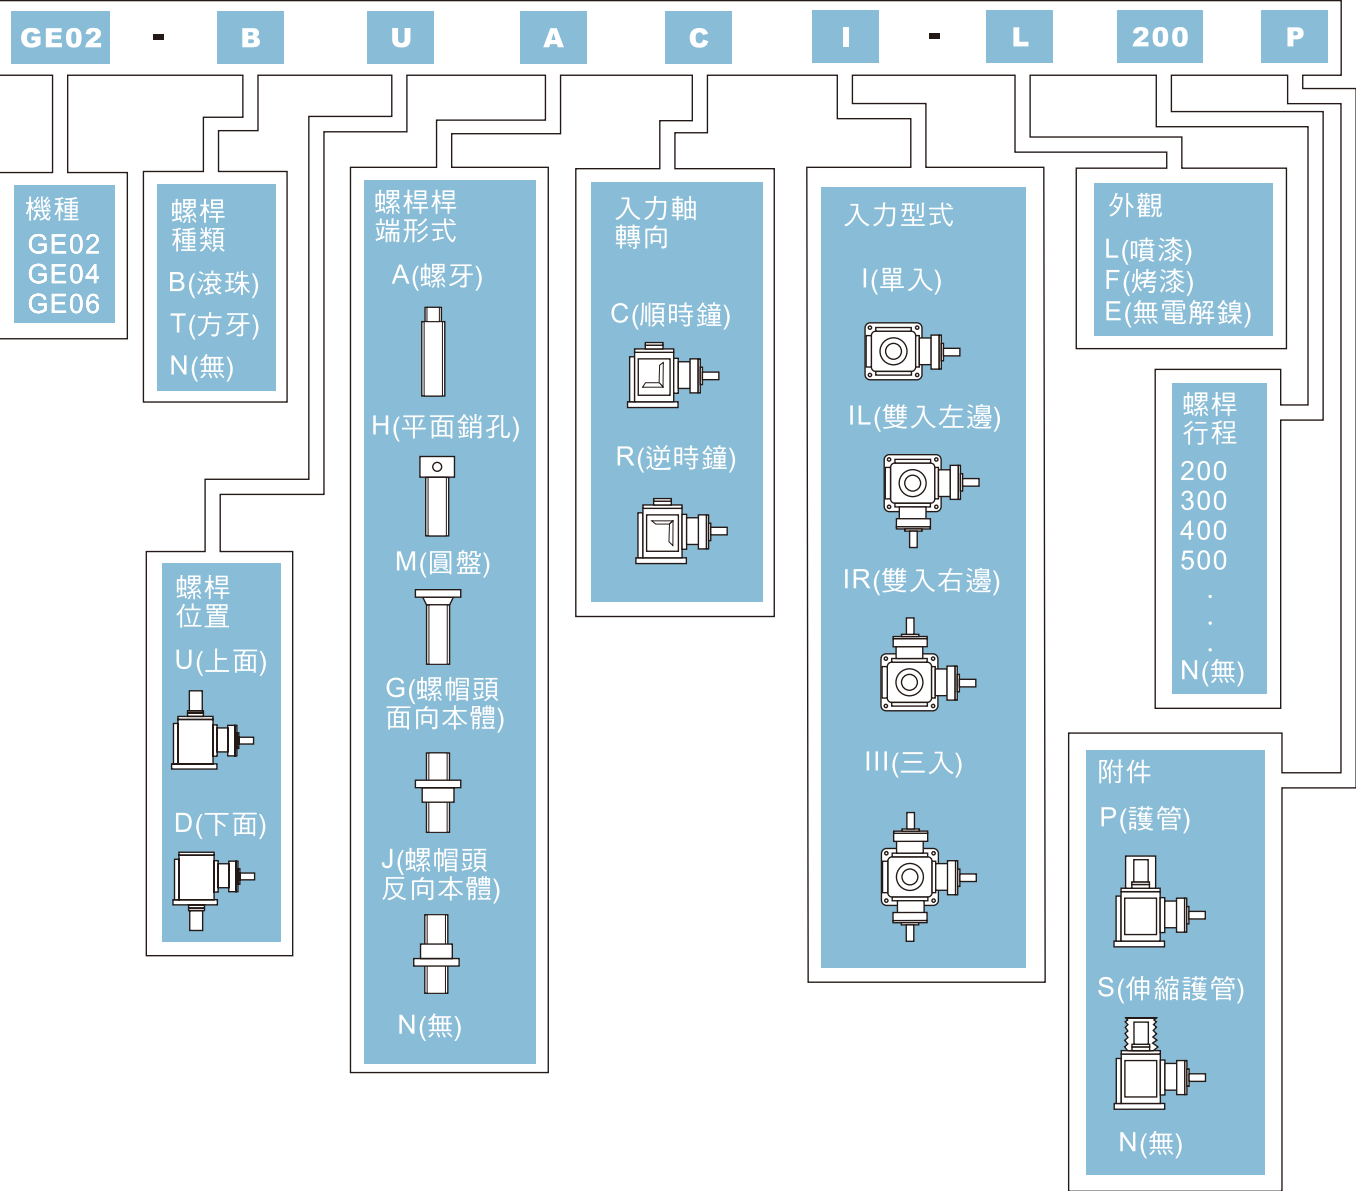 GE02 - B U A C I - L 200 P
機種
GE02
GE04
GE06
螺桿
種類
B(滾珠)
T(方牙)
N(無)
螺桿
位置
U(上面)
D(下面)
螺桿桿
端形式
A(螺牙)
H(平面銷孔)
M(圓盤)
G(螺帽頭
面向本體)
J(螺帽頭
反向本體)
N(無)
入力軸
轉向
C(順時鐘)
R(逆時鐘)
入力型式
I(單入)
IL(雙入左邊)
IR(雙入右邊)
III(三入)
外觀
L(噴漆)
F(烤漆)
E(無電解鎳)
螺桿
行程
200
300
400
500
.
.
.
N(無)
附件
P(護管)
S(伸縮護管)
N(無)